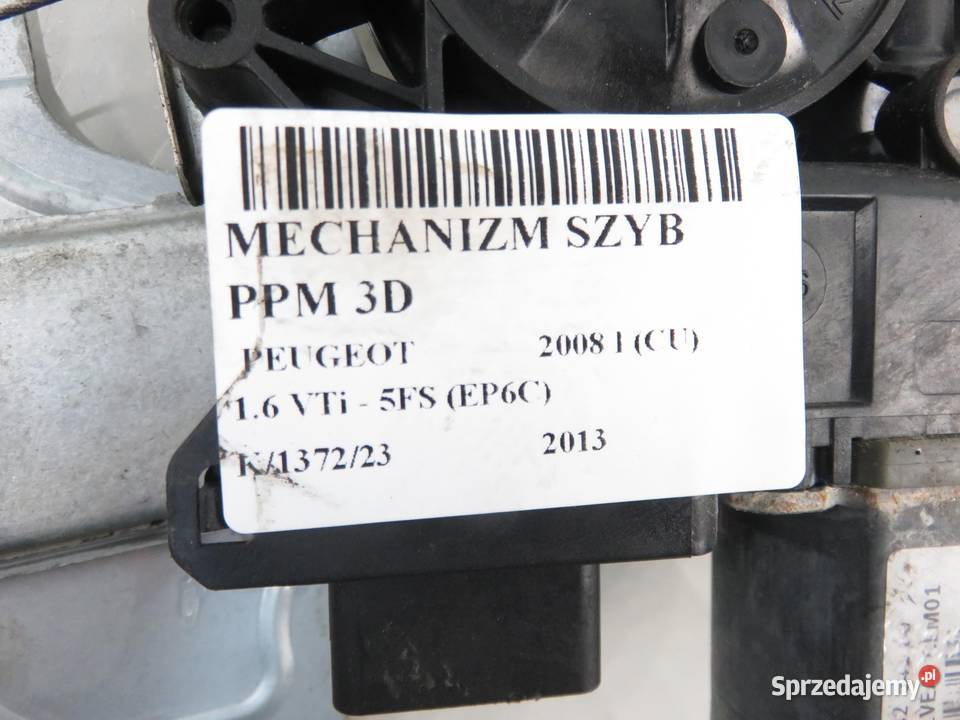 MECHANIZM SZYB
PPM 3D
PEUGEOT 2008 I (CU)
1.6 VTi - 5FS (EP6C)
K/1372/23 2013
Sprzedajemy.pl